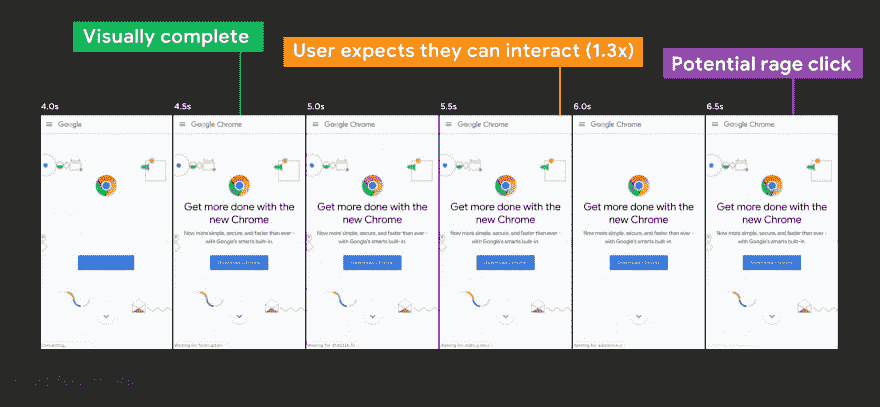 Visually complete
User expects they can interact (1.3x)
Potential rage click
4.0s
4.5s
5.0s
5.5s
6.0s
6.5s
Google
Google Chrome
Google Chrome
Google Chrome
Google Chrome
Google Chrome
Get more done with the
new Chrome
Now more simple, secure, and faster than ever -
with Google's smarts built-in.
Get more done with the
new Chrome
Now more simple, secure, and faster than ever -
with Google's smarts built-in.
Get more done with the
new Chrome
Now more simple, secure, and faster than ever -
with Google's smarts built-in.
Get more done with the
new Chrome
Now more simple, secure, and faster than ever -
with Google's smarts built-in.
Get more done with the
new Chrome
Now more simple, secure, and faster than ever -
with Google's smarts built-in.